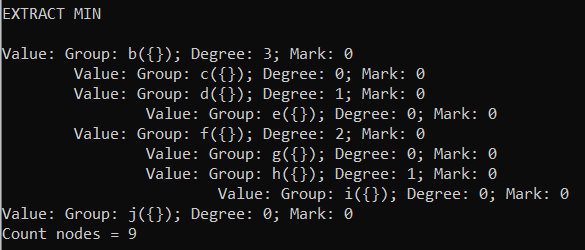 EXTRACT MIN
Value: Group: b({}); Degree: 3; Mark: 0
Value: Group: c({}); Degree: 0; Mark: 0
Value: Group: d({}); Degree: 1; Mark: 0
Value: Group: e({}); Degree: 0; Mark: 0
Value: Group: f({}); Degree: 2; Mark: 0
Value: Group: g({}); Degree: 0; Mark: 0
Value: Group: h({}); Degree: 1; Mark: 0
Value: Group: i({}); Degree: 0; Mark: 0
Value: Group: j({}); Degree: 0; Mark: 0
Count nodes = 9